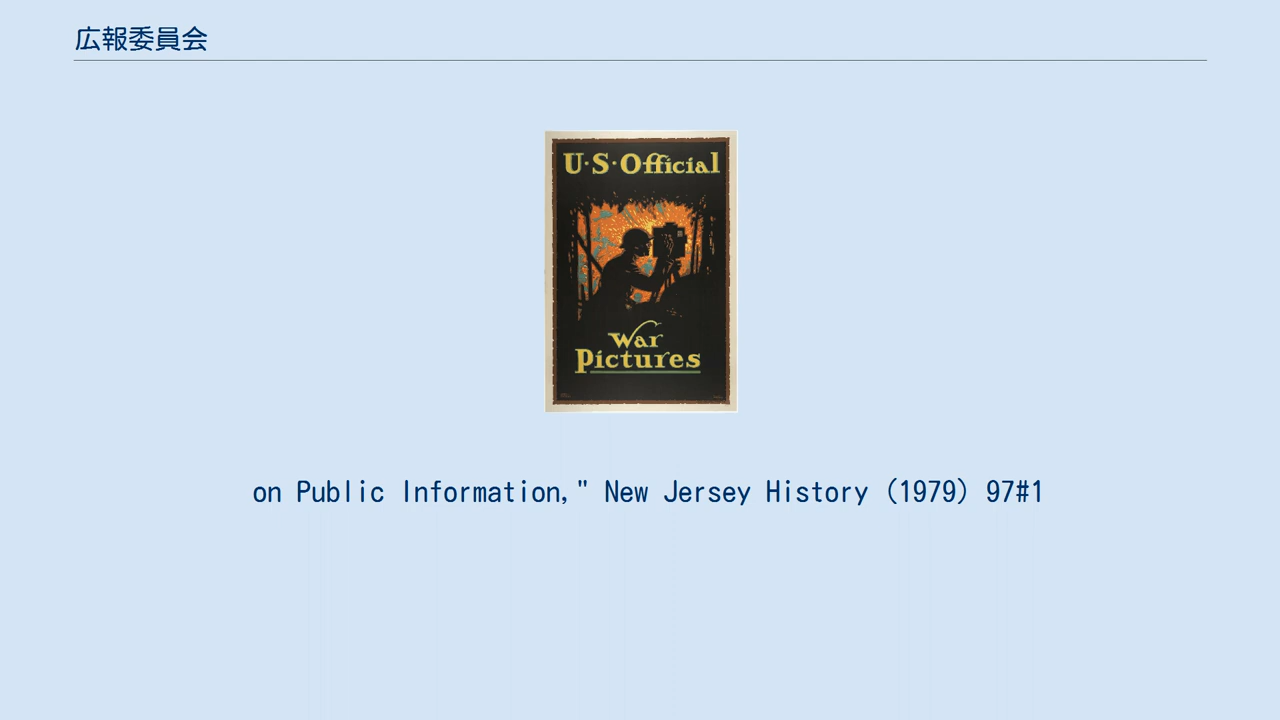 広報委員会
U·S·Official
War
Pictures
on Public Information," New Jersey History (1979) 97#1